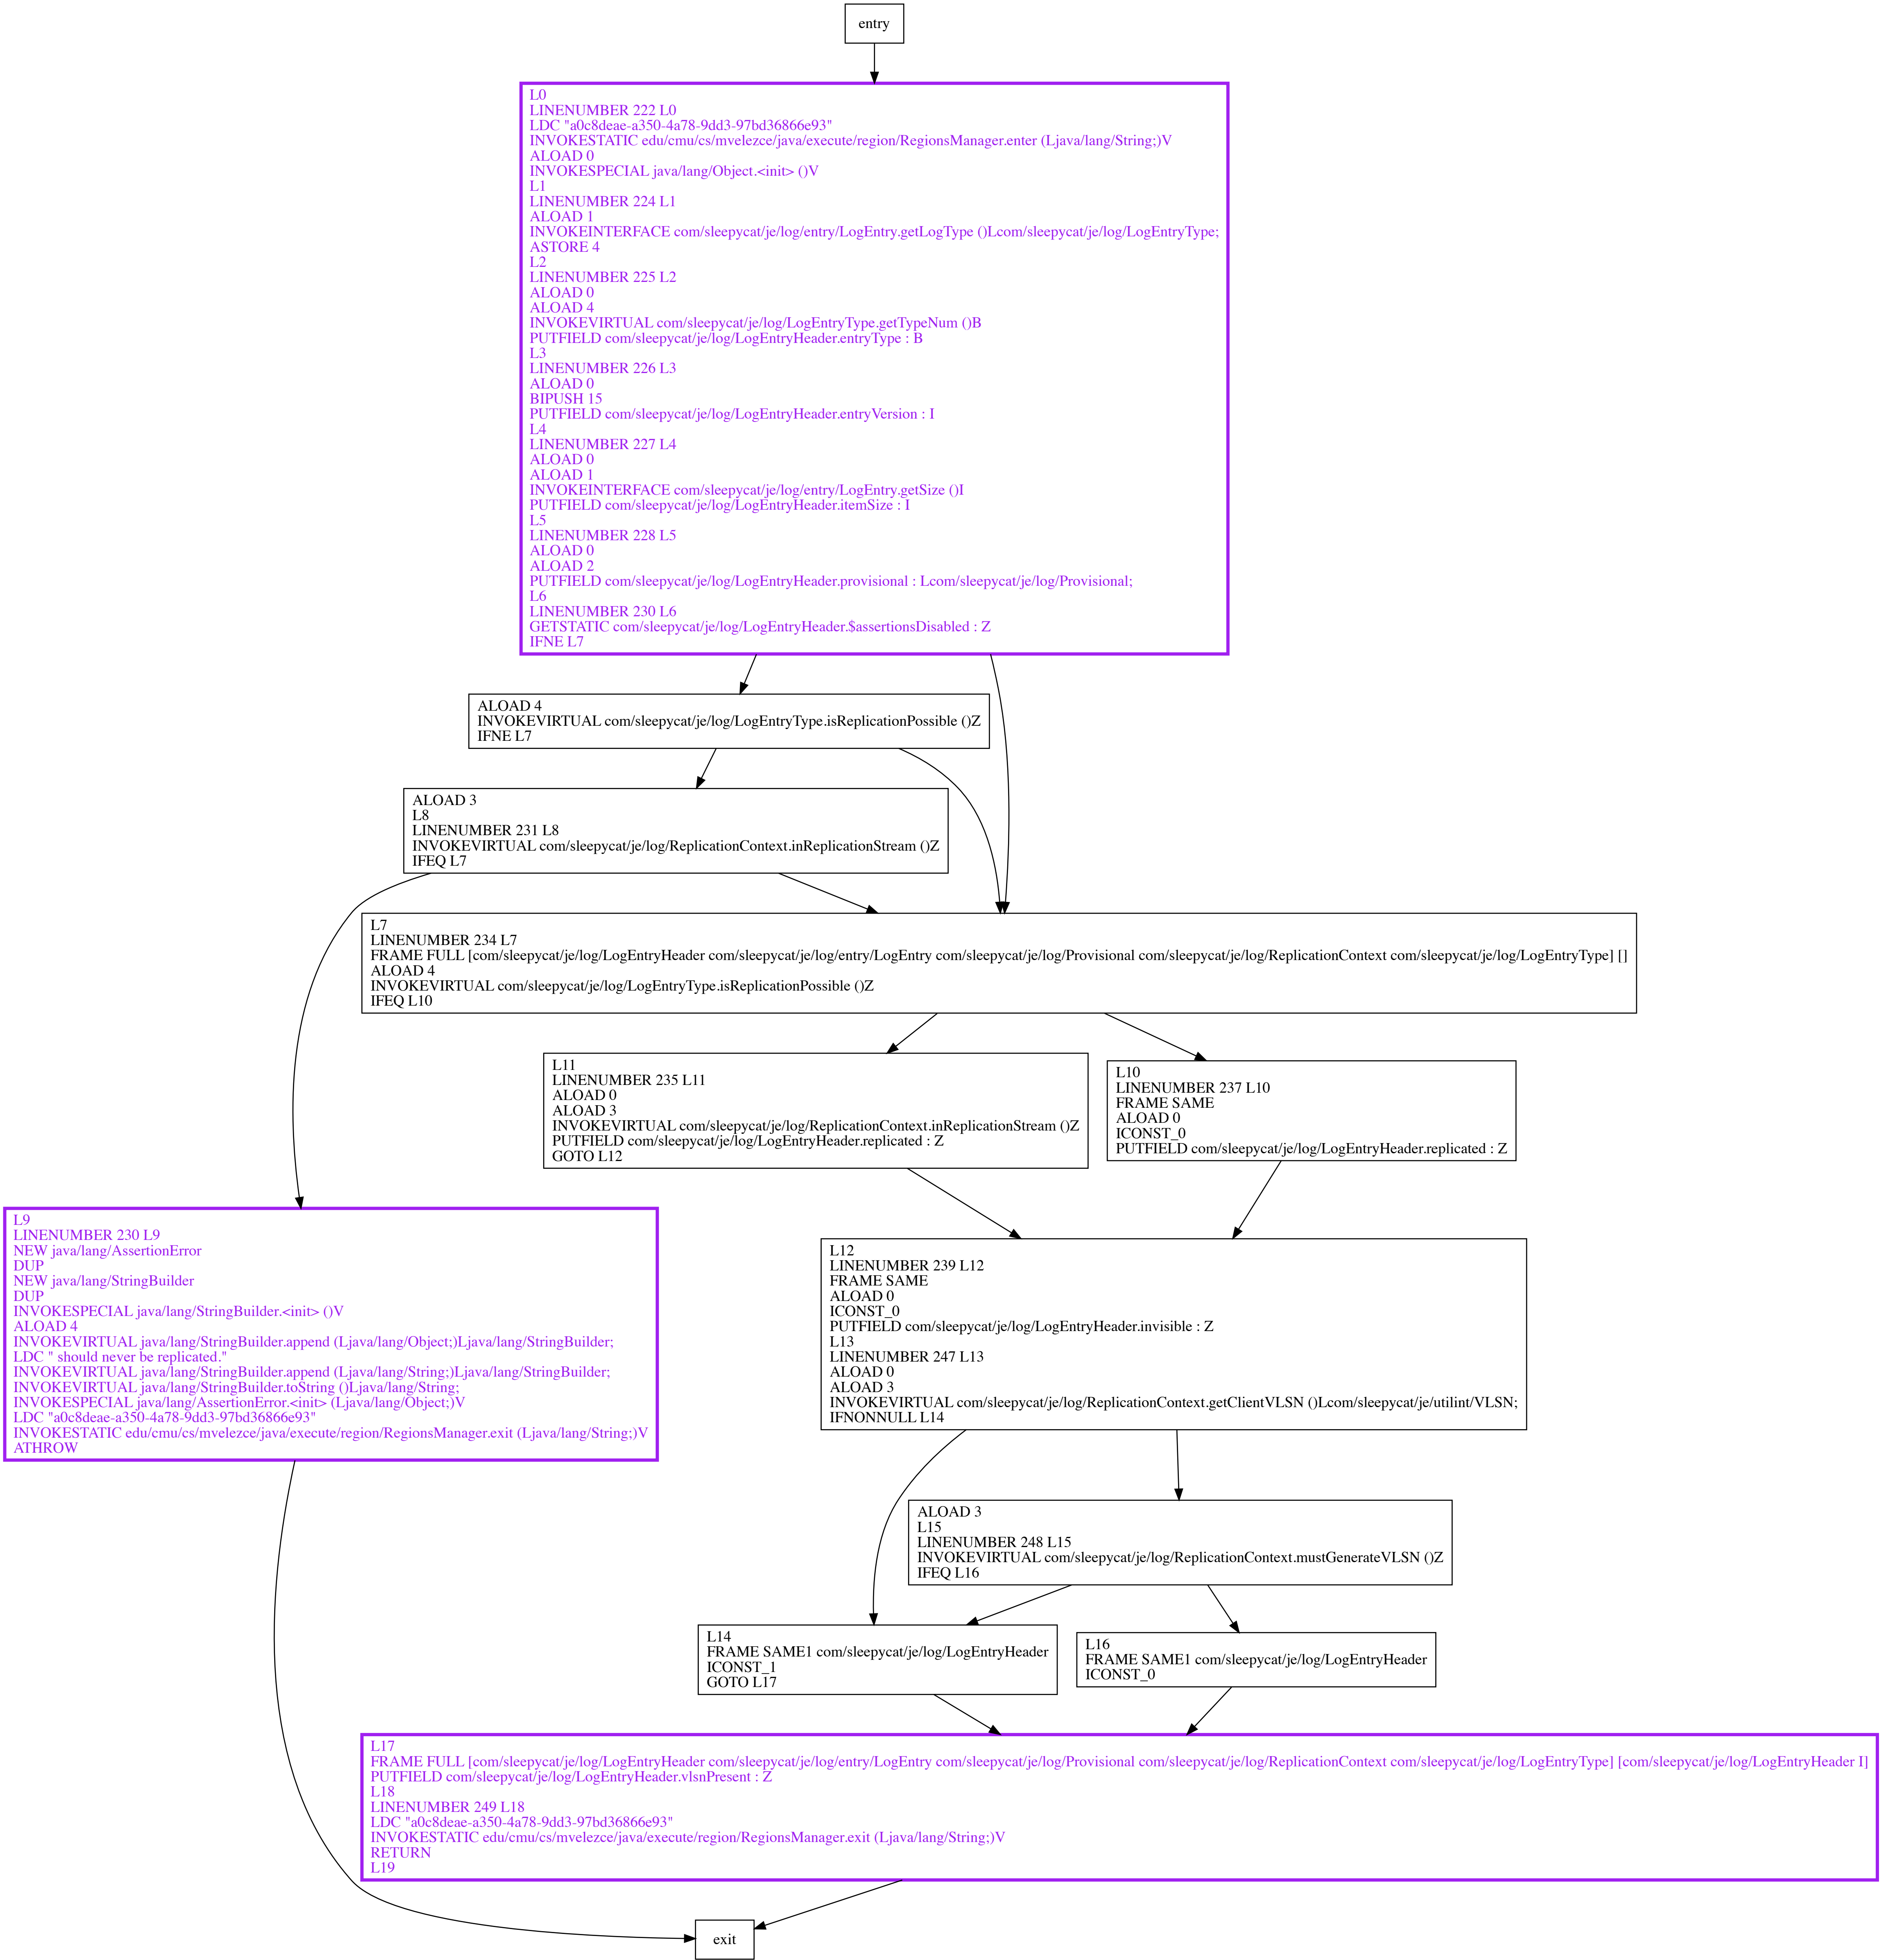 entry
L0
LINENUMBER 222 L0
LDC "a0c8deae-a350-4a78-9dd3-97bd36866e93"
INVOKESTATIC edu/cmu/cs/mvelezce/java/execute/region/RegionsManager.enter (Ljava/lang/String;)V
ALOAD 0
INVOKESPECIAL java/lang/Object.<init> ()V
L1
LINENUMBER 224 L1
ALOAD 1
INVOKEINTERFACE com/sleepycat/je/log/entry/LogEntry.getLogType ()Lcom/sleepycat/je/log/LogEntryType;
ASTORE 4
L2
LINENUMBER 225 L2
ALOAD 0
ALOAD 4
INVOKEVIRTUAL com/sleepycat/je/log/LogEntryType.getTypeNum ()B
PUTFIELD com/sleepycat/je/log/LogEntryHeader.entryType : B
L3
LINENUMBER 226 L3
ALOAD 0
BIPUSH 15
PUTFIELD com/sleepycat/je/log/LogEntryHeader.entryVersion : I
L4
LINENUMBER 227 L4
ALOAD 0
ALOAD 1
INVOKEINTERFACE com/sleepycat/je/log/entry/LogEntry.getSize ()I
PUTFIELD com/sleepycat/je/log/LogEntryHeader.itemSize : I
L5
LINENUMBER 228 L5
ALOAD 0
ALOAD 2
PUTFIELD com/sleepycat/je/log/LogEntryHeader.provisional : Lcom/sleepycat/je/log/Provisional;
L6
LINENUMBER 230 L6
GETSTATIC com/sleepycat/je/log/LogEntryHeader.$assertionsDisabled : Z
IFNE L7
ALOAD 4
INVOKEVIRTUAL com/sleepycat/je/log/LogEntryType.isReplicationPossible ()Z
IFNE L7
ALOAD 3
L8
LINENUMBER 231 L8
INVOKEVIRTUAL com/sleepycat/je/log/ReplicationContext.inReplicationStream ()Z
IFEQ L7
L7
LINENUMBER 234 L7
FRAME FULL [com/sleepycat/je/log/LogEntryHeader com/sleepycat/je/log/entry/LogEntry com/sleepycat/je/log/Provisional com/sleepycat/je/log/ReplicationContext com/sleepycat/je/log/LogEntryType] []
ALOAD 4
INVOKEVIRTUAL com/sleepycat/je/log/LogEntryType.isReplicationPossible ()Z
IFEQ L10
L11
LINENUMBER 235 L11
ALOAD 0
ALOAD 3
INVOKEVIRTUAL com/sleepycat/je/log/ReplicationContext.inReplicationStream ()Z
PUTFIELD com/sleepycat/je/log/LogEntryHeader.replicated : Z
GOTO L12
L10
LINENUMBER 237 L10
FRAME SAME
ALOAD 0
ICONST_0
PUTFIELD com/sleepycat/je/log/LogEntryHeader.replicated : Z
L9
LINENUMBER 230 L9
NEW java/lang/AssertionError
DUP
NEW java/lang/StringBuilder
DUP
INVOKESPECIAL java/lang/StringBuilder.<init> ()V
ALOAD 4
INVOKEVIRTUAL java/lang/StringBuilder.append (Ljava/lang/Object;)Ljava/lang/StringBuilder;
LDC " should never be replicated."
INVOKEVIRTUAL java/lang/StringBuilder.append (Ljava/lang/String;)Ljava/lang/StringBuilder;
INVOKEVIRTUAL java/lang/StringBuilder.toString ()Ljava/lang/String;
INVOKESPECIAL java/lang/AssertionError.<init> (Ljava/lang/Object;)V
LDC "a0c8deae-a350-4a78-9dd3-97bd36866e93"
INVOKESTATIC edu/cmu/cs/mvelezce/java/execute/region/RegionsManager.exit (Ljava/lang/String;)V
ATHROW
L12
LINENUMBER 239 L12
FRAME SAME
ALOAD 0
ICONST_0
PUTFIELD com/sleepycat/je/log/LogEntryHeader.invisible : Z
L13
LINENUMBER 247 L13
ALOAD 0
ALOAD 3
INVOKEVIRTUAL com/sleepycat/je/log/ReplicationContext.getClientVLSN ()Lcom/sleepycat/je/utilint/VLSN;
IFNONNULL L14
ALOAD 3
L15
LINENUMBER 248 L15
INVOKEVIRTUAL com/sleepycat/je/log/ReplicationContext.mustGenerateVLSN ()Z
IFEQ L16
L14
FRAME SAME1 com/sleepycat/je/log/LogEntryHeader
ICONST_1
GOTO L17
L16
FRAME SAME1 com/sleepycat/je/log/LogEntryHeader
ICONST_0
L17
FRAME FULL [com/sleepycat/je/log/LogEntryHeader com/sleepycat/je/log/entry/LogEntry com/sleepycat/je/log/Provisional com/sleepycat/je/log/ReplicationContext com/sleepycat/je/log/LogEntryType] [com/sleepycat/je/log/LogEntryHeader I]
PUTFIELD com/sleepycat/je/log/LogEntryHeader.vlsnPresent : Z
L18
LINENUMBER 249 L18
LDC "a0c8deae-a350-4a78-9dd3-97bd36866e93"
INVOKESTATIC edu/cmu/cs/mvelezce/java/execute/region/RegionsManager.exit (Ljava/lang/String;)V
RETURN
L19
exit